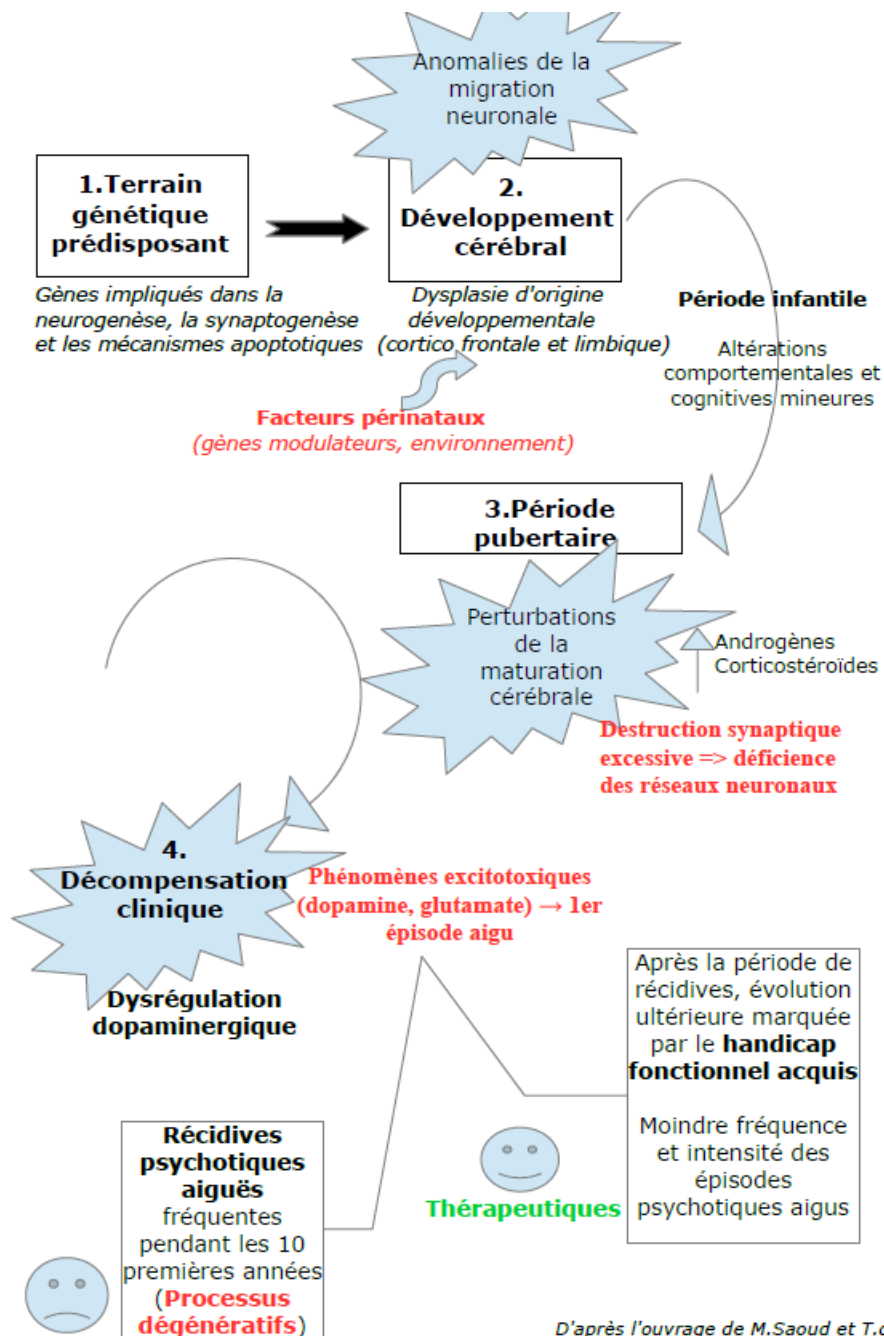 Anomalies de la
migration
neuronale
1.Terrain
génétique
prédisposant
2.
Développement
cérébral
Gènes impliqués dans la
neurogenèse, la synaptogenèse
et les mécanismes apoptotiques
Dysplasie d'origine
développementale
(cortico frontale et limbique)
Période infantile
Altérations
comportementales et
cognitives mineures
Facteurs périnataux
(gènes modulateurs, environnement)
3.Période
pubertaire
Perturbations
de la
maturation
cérébrale
Androgènes
Corticostéroïdes
Destruction synaptique
excessive => déficience
des réseaux neuronaux
4.
Décompensation
clinique
Phénomènes excitotoxiques
(dopamine, glutamate) → 1er
épisode aigu
Dysrégulation
dopaminergique
Après la période de
récidives, évolution
ultérieure marquée
par le handicap
fonctionnel acquis
Moindre fréquence
et intensité des
épisodes
psychotiques aigus
Thérapeutiques
Récidives
psychotiques
aiguës
fréquentes
pendant les 10
premières années
(Processus
dégénératifs)
D'après l'ouvrage de M.Saoud et T.